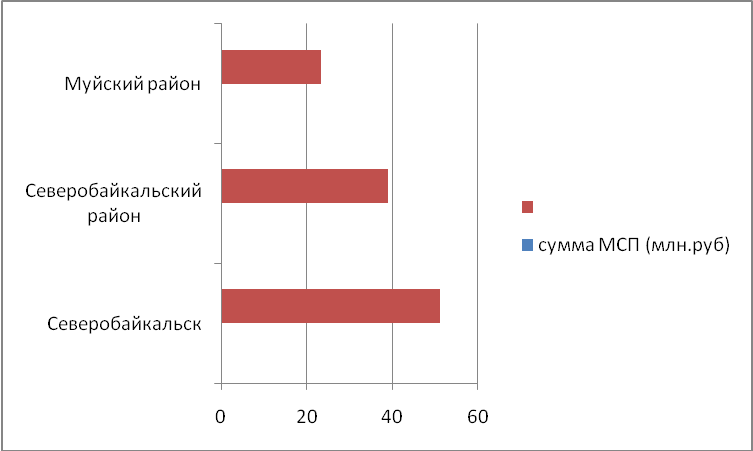 Муйский район
Северобайкальский
район
Северобайкальск
0 20 40 60
сумма МСП (млн.руб)